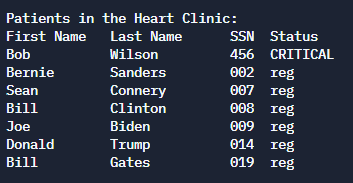 Patients in the Heart Clinic:
First Name   Last Name      SSN  Status
Bob          Wilson         456  CRITICAL
Bernie       Sanders        002  reg
Sean         Connery        007  reg
Bill         Clinton        008  reg
Joe          Biden          009  reg
Donald       Trump          014  reg
Bill         Gates          019  reg